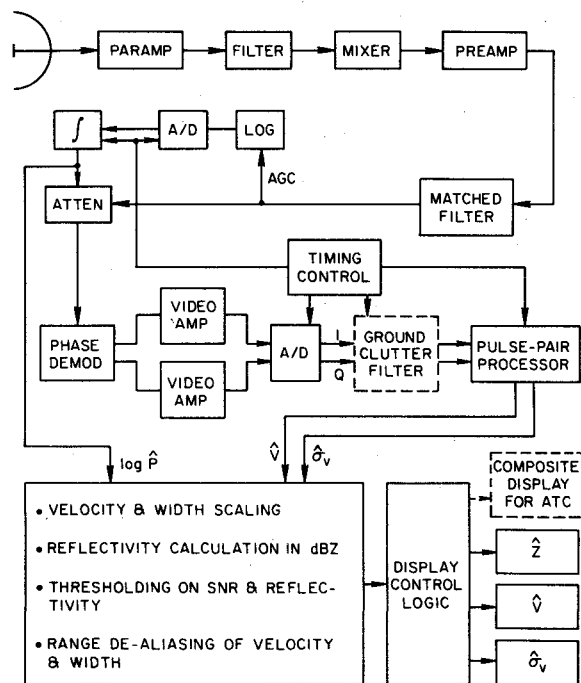 PARAMP
FILTER
MIXER
PREAMP
∫
A/D
LOG
AGC
ATTEN
MATCHED
FILTER
TIMING
CONTROL
PHASE
DEMOD
VIDEO
AMP
VIDEO
AMP
A/D
I
Q
GROUND
CLUTTER
FILTER
PULSE-PAIR
PROCESSOR
log P̂
V̂
σ̂v
• VELOCITY & WIDTH SCALING
• REFLECTIVITY CALCULATION IN dBZ
• THRESHOLDING ON SNR & REFLEC-
TIVITY
• RANGE DE-ALIASING OF VELOCITY
& WIDTH
DISPLAY
CONTROL
LOGIC
COMPOSITE
DISPLAY
FOR ATC
Ẑ
V̂
σ̂v